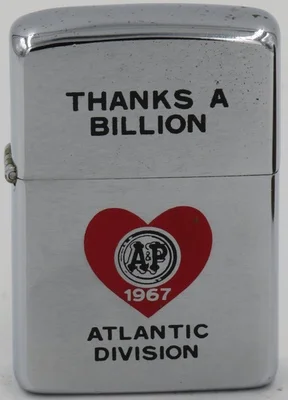 THANKS A
BILLION
A&P
1967
ATLANTIC
DIVISION